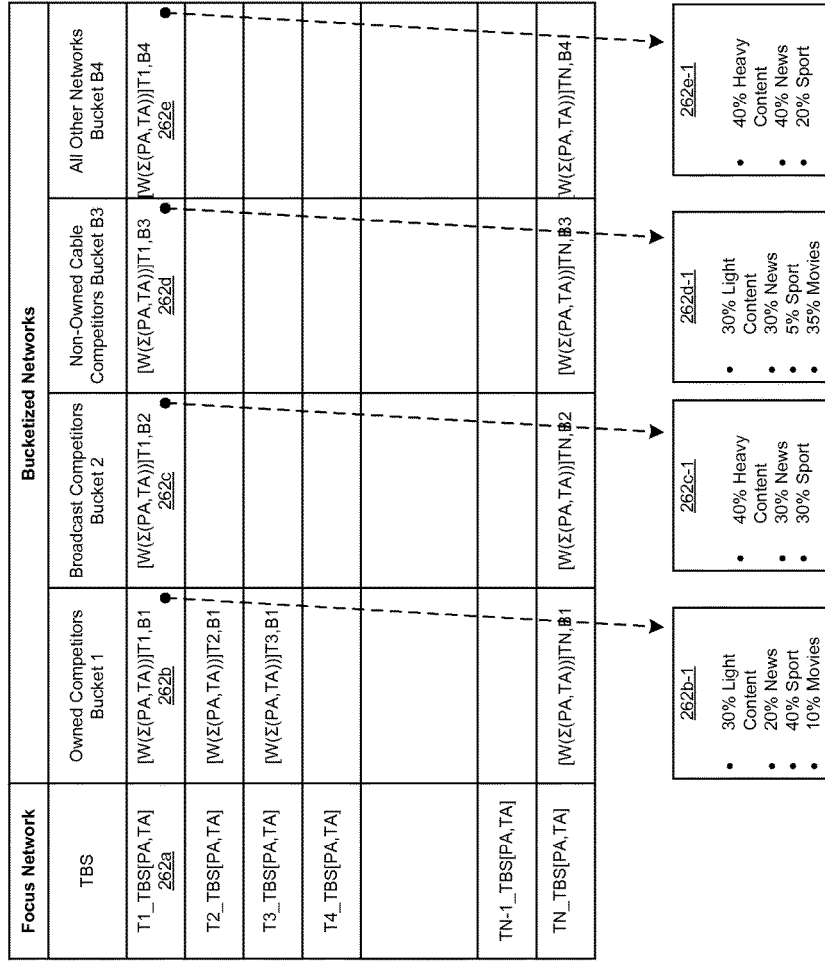 Focus Network
Bucketized Networks
TBS
Owned Competitors
Bucket 1
Broadcast Competitors
Bucket 2
Non-Owned Cable
Competitors Bucket B3
All Other Networks
Bucket B4
T1_TBS[PA,TA]
262a
[W(Σ(PA,TA))]T1,B1
262b
[W(Σ(PA,TA))]T1,B2
262c
[W(Σ(PA,TA))]T1,B3
262d
[W(Σ(PA,TA))]T1,B4
262e
T2_TBS[PA,TA]
[W(Σ(PA,TA))]T2,B1
T3_TBS[PA,TA]
[W(Σ(PA,TA))]T3,B1
T4_TBS[PA,TA]
TN-1_TBS[PA,TA]
TN_TBS[PA,TA]
[W(Σ(PA,TA))]TN,B1
[W(Σ(PA,TA))]TN,B2
[W(Σ(PA,TA))]TN,B3
[W(Σ(PA,TA))]TN,B4
262b-1
• 30% Light
Content
• 20% News
• 40% Sport
• 10% Movies
262c-1
• 40% Heavy
Content
• 30% News
• 30% Sport
262d-1
• 30% Light
Content
• 30% News
• 5% Sport
• 35% Movies
262e-1
• 40% Heavy
Content
• 40% News
• 20% Sport